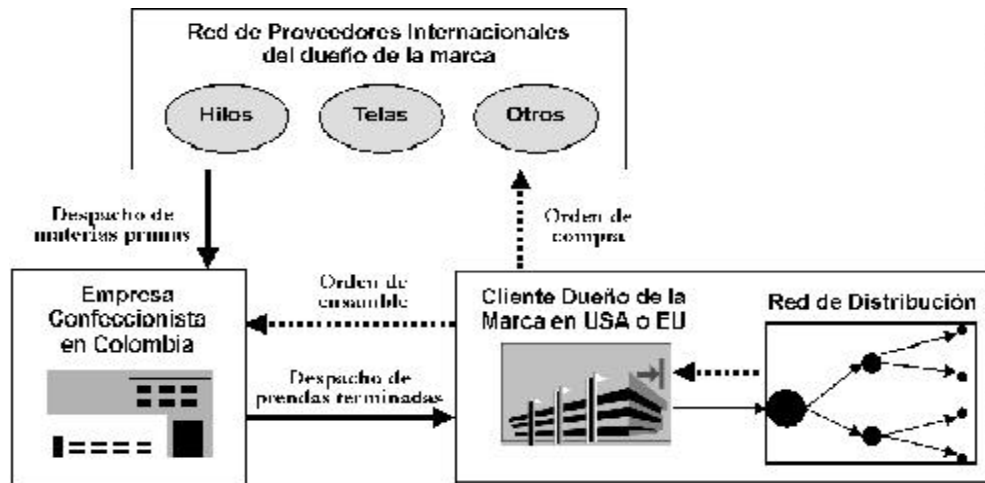 Red de Proveedores Internacionales
del dueño de la marca
Hilos
Telas
Otros
Despacho de
materias primas
Orden de
compra
Empresa
Confeccionista
en Colombia
Orden de
ensamble
Despacho de
prendas terminadas
Cliente Dueño de la
Marca en USA o EU
Red de Distribución